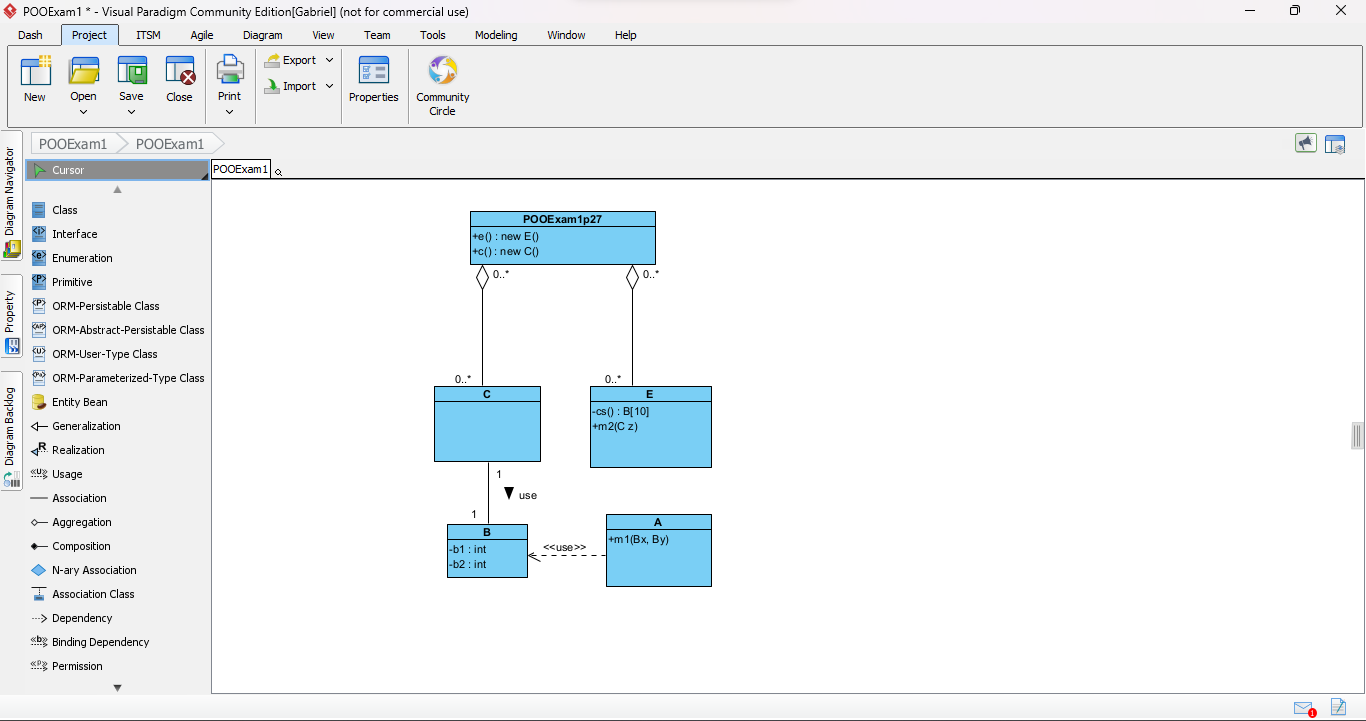 POOExam1 * - Visual Paradigm Community Edition[Gabriel] (not for commercial use)
Dash Project ITSM Agile Diagram View Team Tools Modeling Window Help
New Open Save Close Print Export Import Properties Community Circle
POOExam1 POOExam1
Diagram Navigator
Property
Diagram Backlog
Cursor
Class
Interface
Enumeration
Primitive
ORM-Persistable Class
ORM-Abstract-Persistable Class
ORM-User-Type Class
ORM-Parameterized-Type Class
Entity Bean
Generalization
Realization
Usage
Association
Aggregation
Composition
N-ary Association
Association Class
Dependency
Binding Dependency
Permission
POOExam1
POOExam1p27
+e() : new E()
+c() : new C()
0..* 0..*
0..* 0..*
C
E
-cs() : B[10]
+m2(C z)
1
use
1
B
-b1 : int
-b2 : int
<<use>>
A
+m1(Bx, By)
1